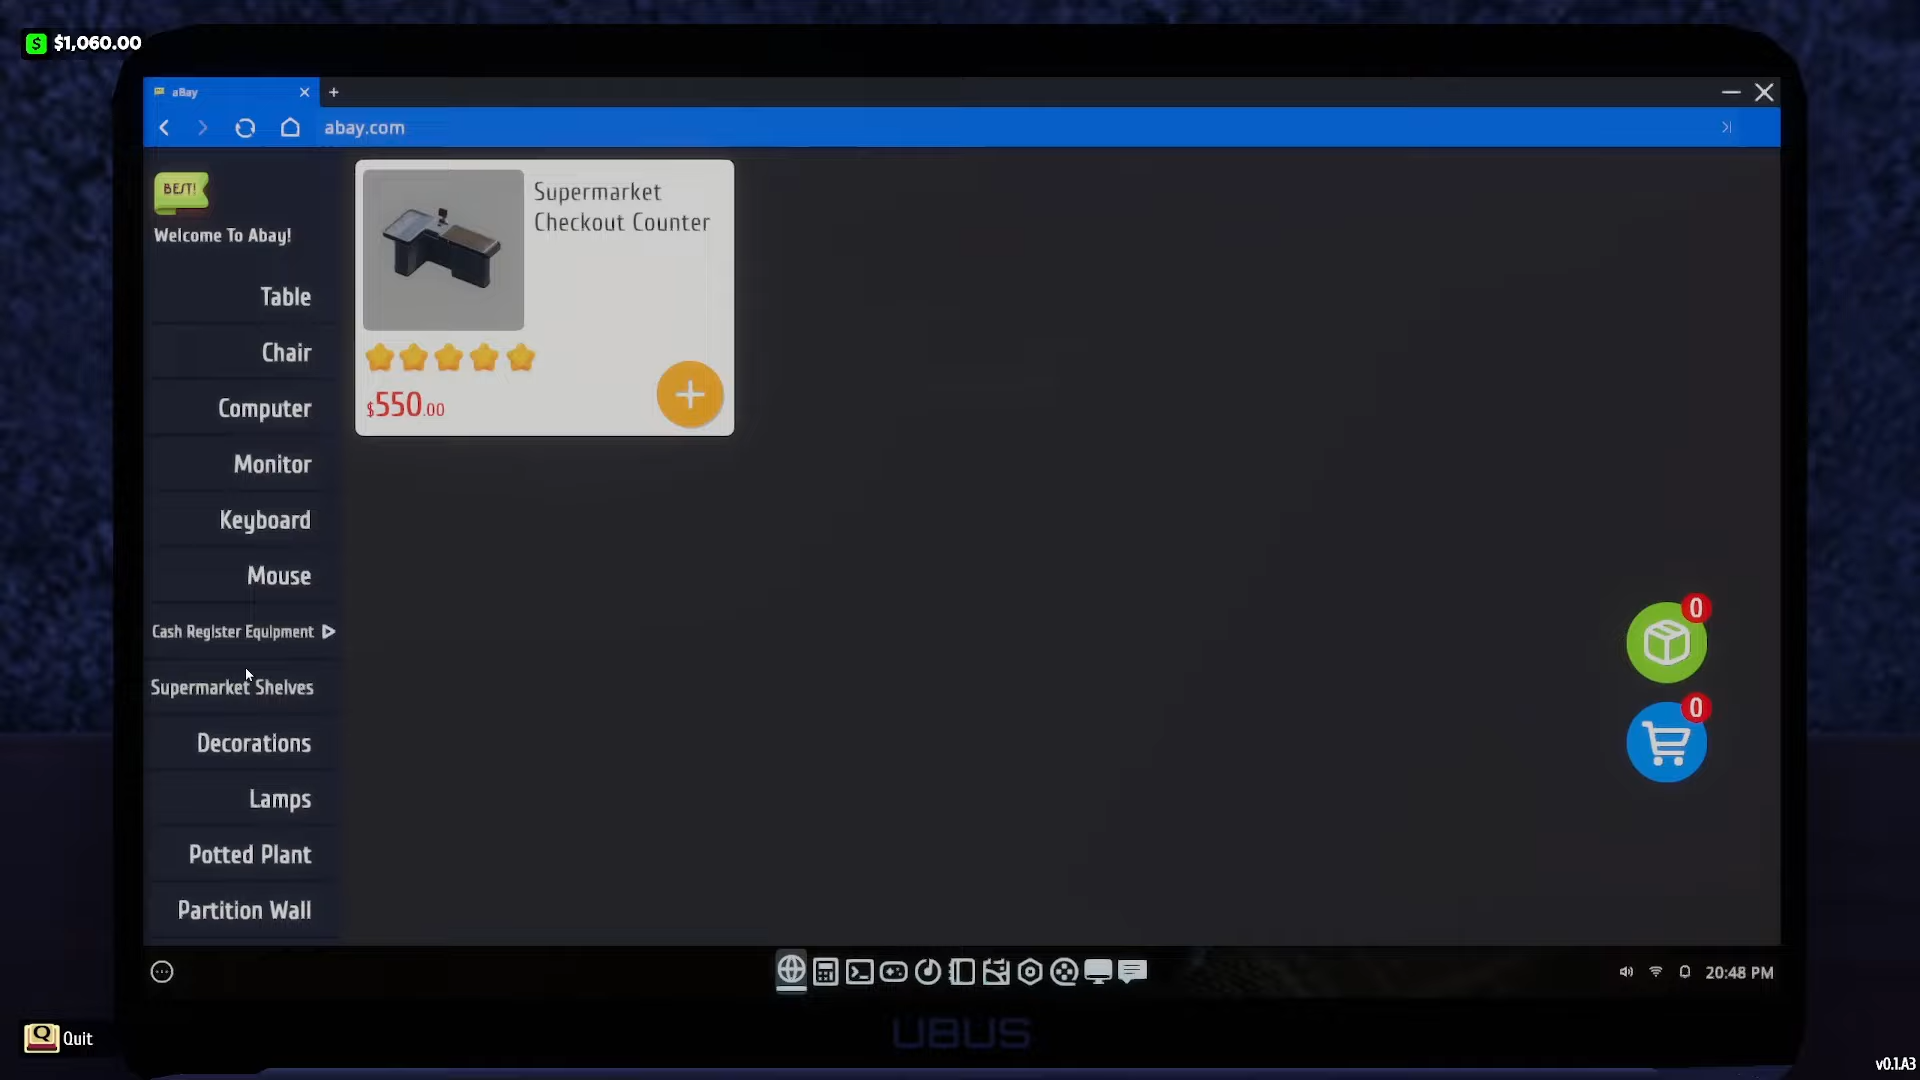 $ $1,060.00
aBay
abay.com
BEST!
Welcome To Abay!
Table
Chair
Computer
Monitor
Keyboard
Mouse
Cash Register Equipment
Supermarket Shelves
Decorations
Lamps
Potted Plant
Partition Wall
Supermarket
Checkout Counter
$550.00
0
0
20:48 PM
UBUS
Q Quit
v0.1.A3